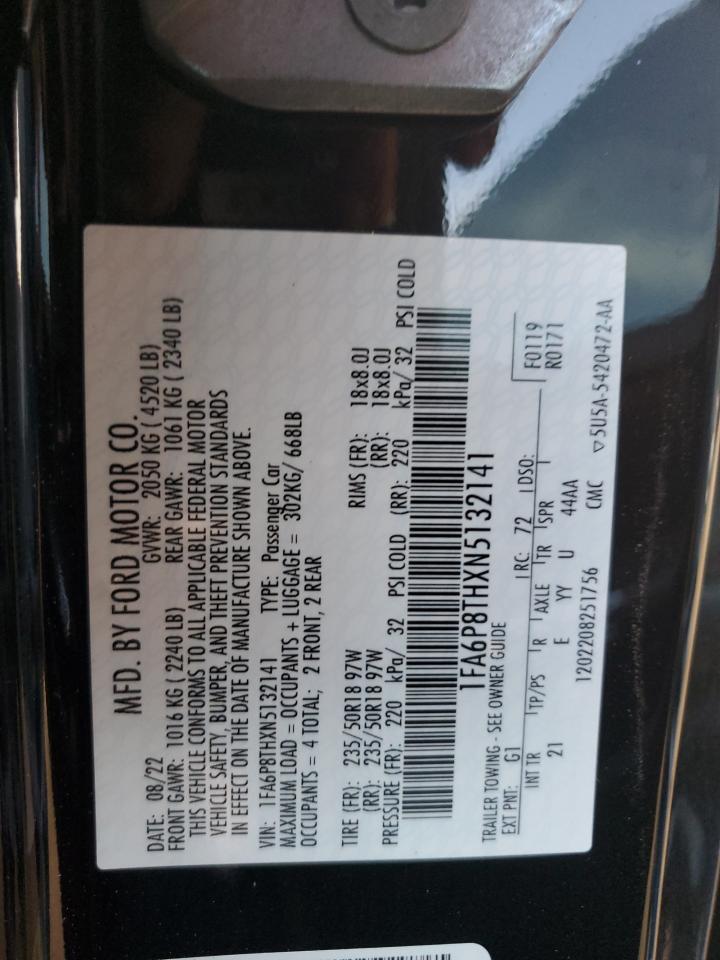 MFD. BY FORD MOTOR CO.
DATE: 08/22 GVWR: 2050 KG ( 4520 LB)
FRONT GAWR: 1016 KG ( 2240 LB) REAR GAWR: 1061 KG ( 2340 LB)
THIS VEHICLE CONFORMS TO ALL APPLICABLE FEDERAL MOTOR
VEHICLE SAFETY, BUMPER, AND THEFT PREVENTION STANDARDS
IN EFFECT ON THE DATE OF MANUFACTURE SHOWN ABOVE.
VIN: 1FA6P8THXN5132141 TYPE: Passenger Car
MAXIMUM LOAD = OCCUPANTS + LUGGAGE = 302KG/ 668LB
OCCUPANTS = 4 TOTAL; 2 FRONT, 2 REAR
TIRE (FR): 235/50R18 97W RIMS (FR): 18x8.0J
(RR): 235/50R18 97W (RR): 18x8.0J
PRESSURE (FR): 220 kPa/ 32 PSI COLD (RR): 220 kPa/ 32 PSI COLD
1FA6P8THXN5132141
TRAILER TOWING - SEE OWNER GUIDE
EXT PNT: G1 RC: 72 DSO: F0119
R0171
INT TR TP/PS R AXLE TR SPR
21 E YY U 44AA
1202208251756 CMC ▽5U5A-5420472-AA